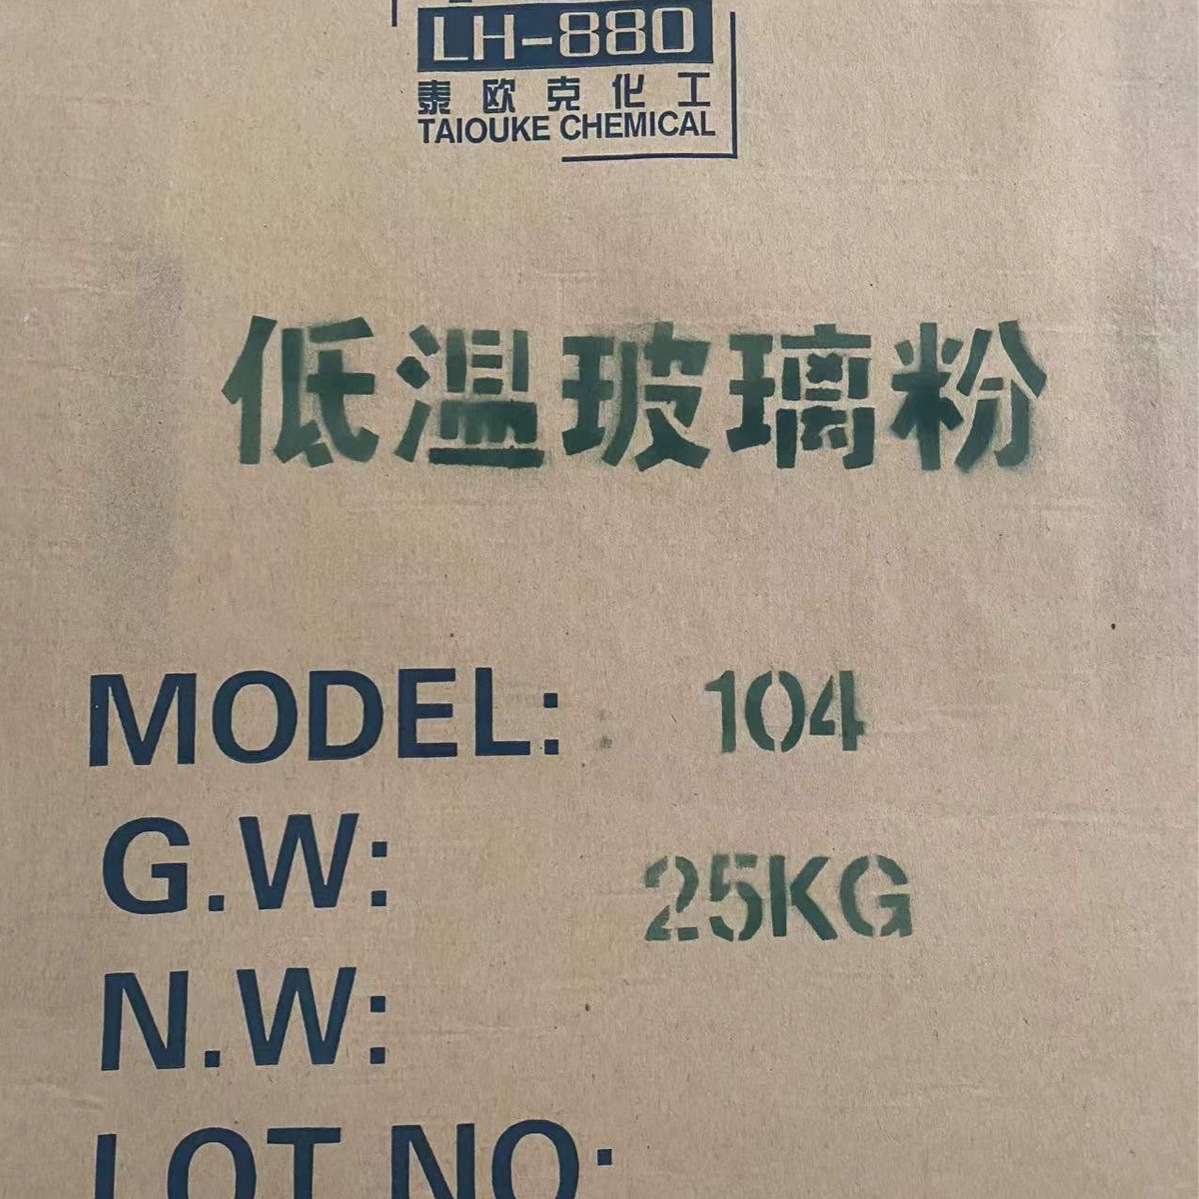 LH-880
泰欧克化工
TAIOUKE CHEMICAL
低温玻璃粉
MODEL: 104
G.W: 25KG
N.W:
LOT NO: